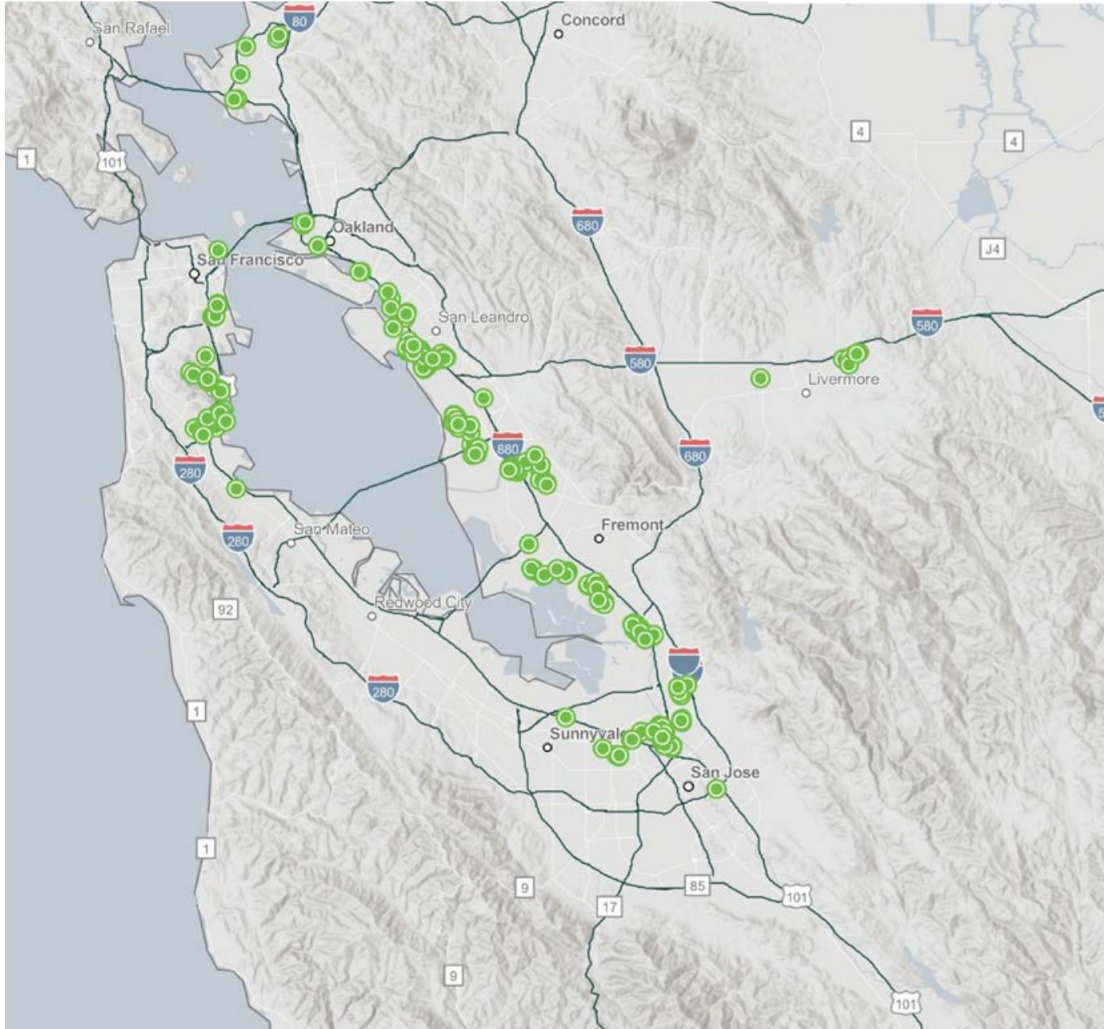 80
Concord
San Rafael
4
4
1
101
680
Oakland
J4
San Francisco
580
San Leandro
580
Livermore
880
680
280
Fremont
San Mateo
280
Redwood City
92
280
1
Sunnyval
San Jose
1
85
9
101
17
9
101